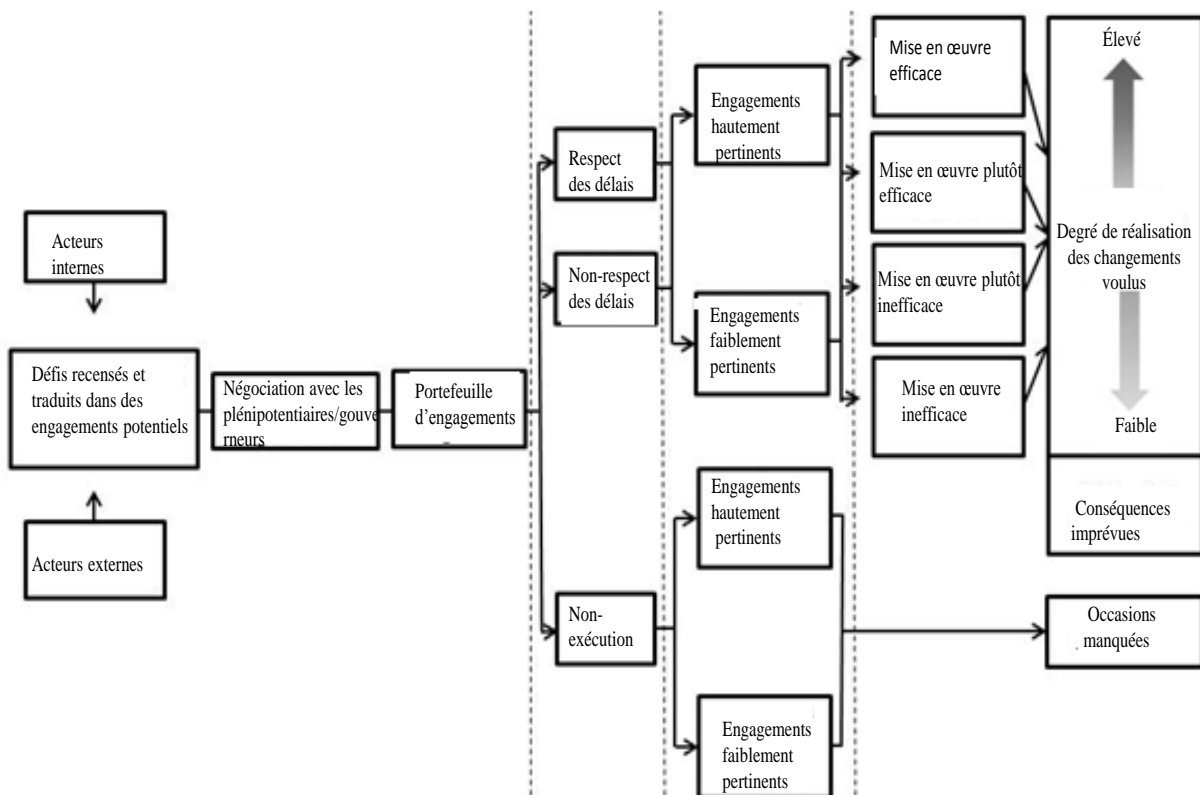 Acteurs
internes
Défis recensés et
traduits dans des
engagements potentiels
Acteurs externes
Négociation avec les
plénipotentiaires/gouve
rneurs
Portefeuille
d’engagements
Respect
des délais
Non-respect
des délais
Non-
exécution
Engagements
hautement
pertinents
Engagements
faiblement
pertinents
Engagements
hautement
pertinents
Engagements
faiblement
pertinents
Mise en œuvre
efficace
Mise en œuvre plutôt
efficace
Mise en œuvre plutôt
inefficace
Mise en œuvre
inefficace
Élevé
Degré de réalisation
des changements
voulus
Faible
Conséquences
imprévues
Occasions
manquées